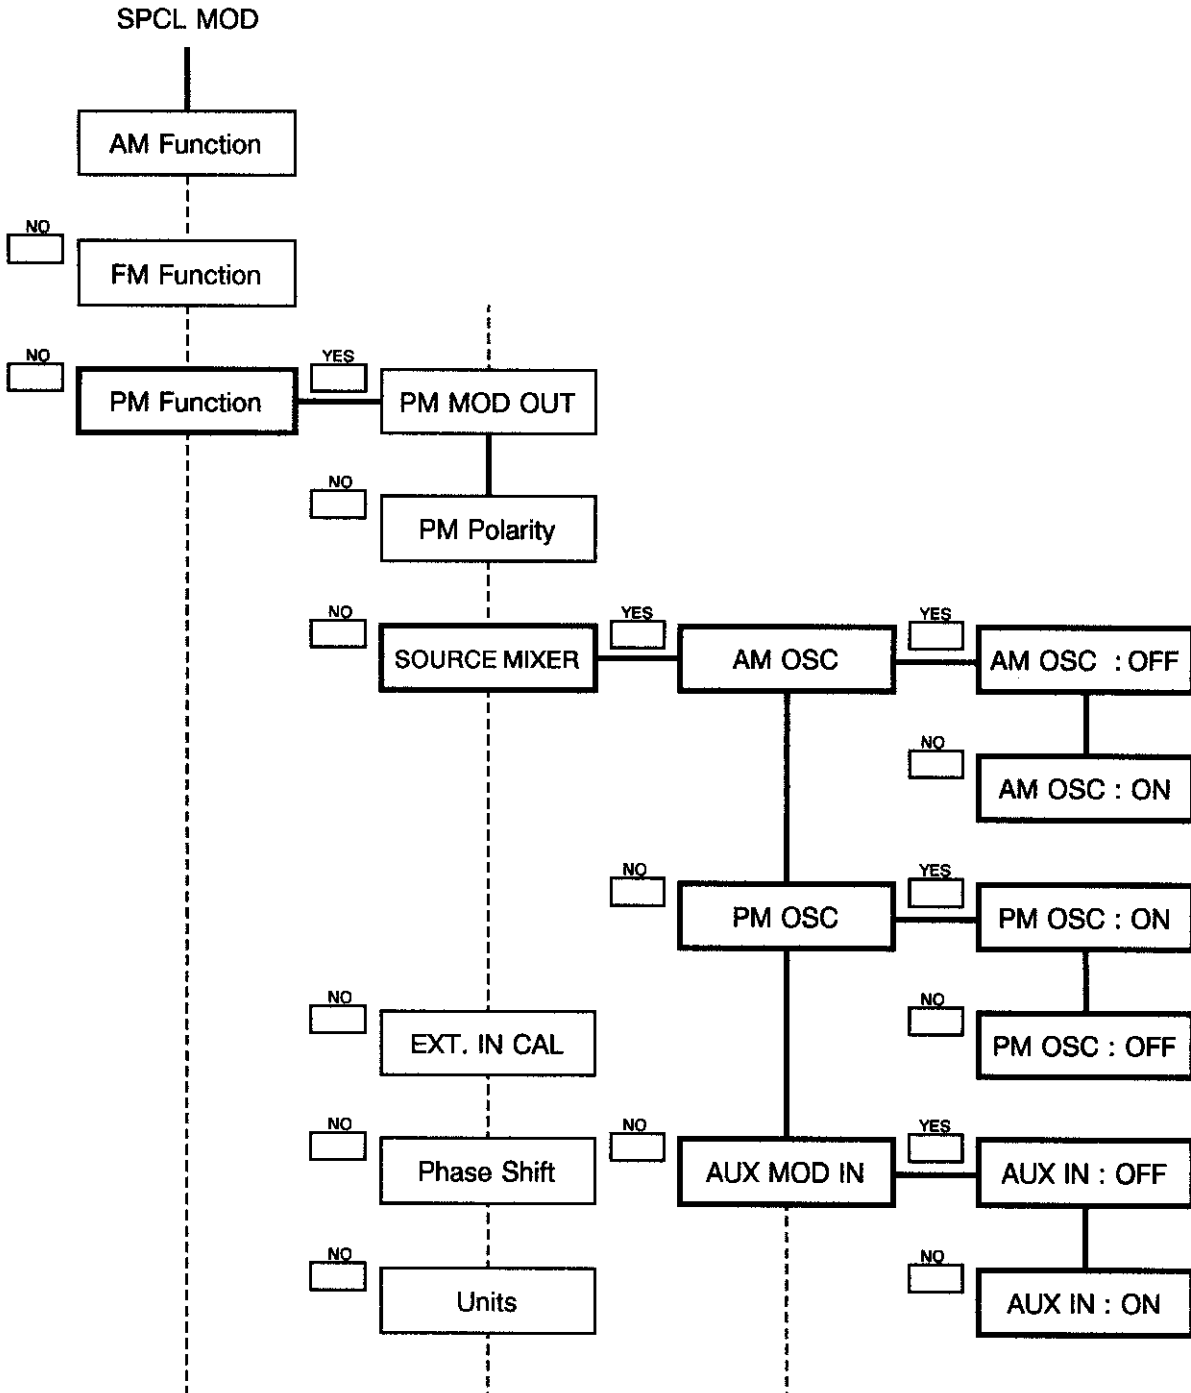 SPCL MOD
AM Function
NO
FM Function
NO
PM Function
YES
PM MOD OUT
NO
PM Polarity
NO
SOURCE MIXER
YES
AM OSC
YES
AM OSC : OFF
NO
AM OSC : ON
NO
PM OSC
YES
PM OSC : ON
NO
EXT. IN CAL
NO
PM OSC : OFF
NO
Phase Shift
NO
AUX MOD IN
YES
AUX IN : OFF
NO
Units
NO
AUX IN : ON